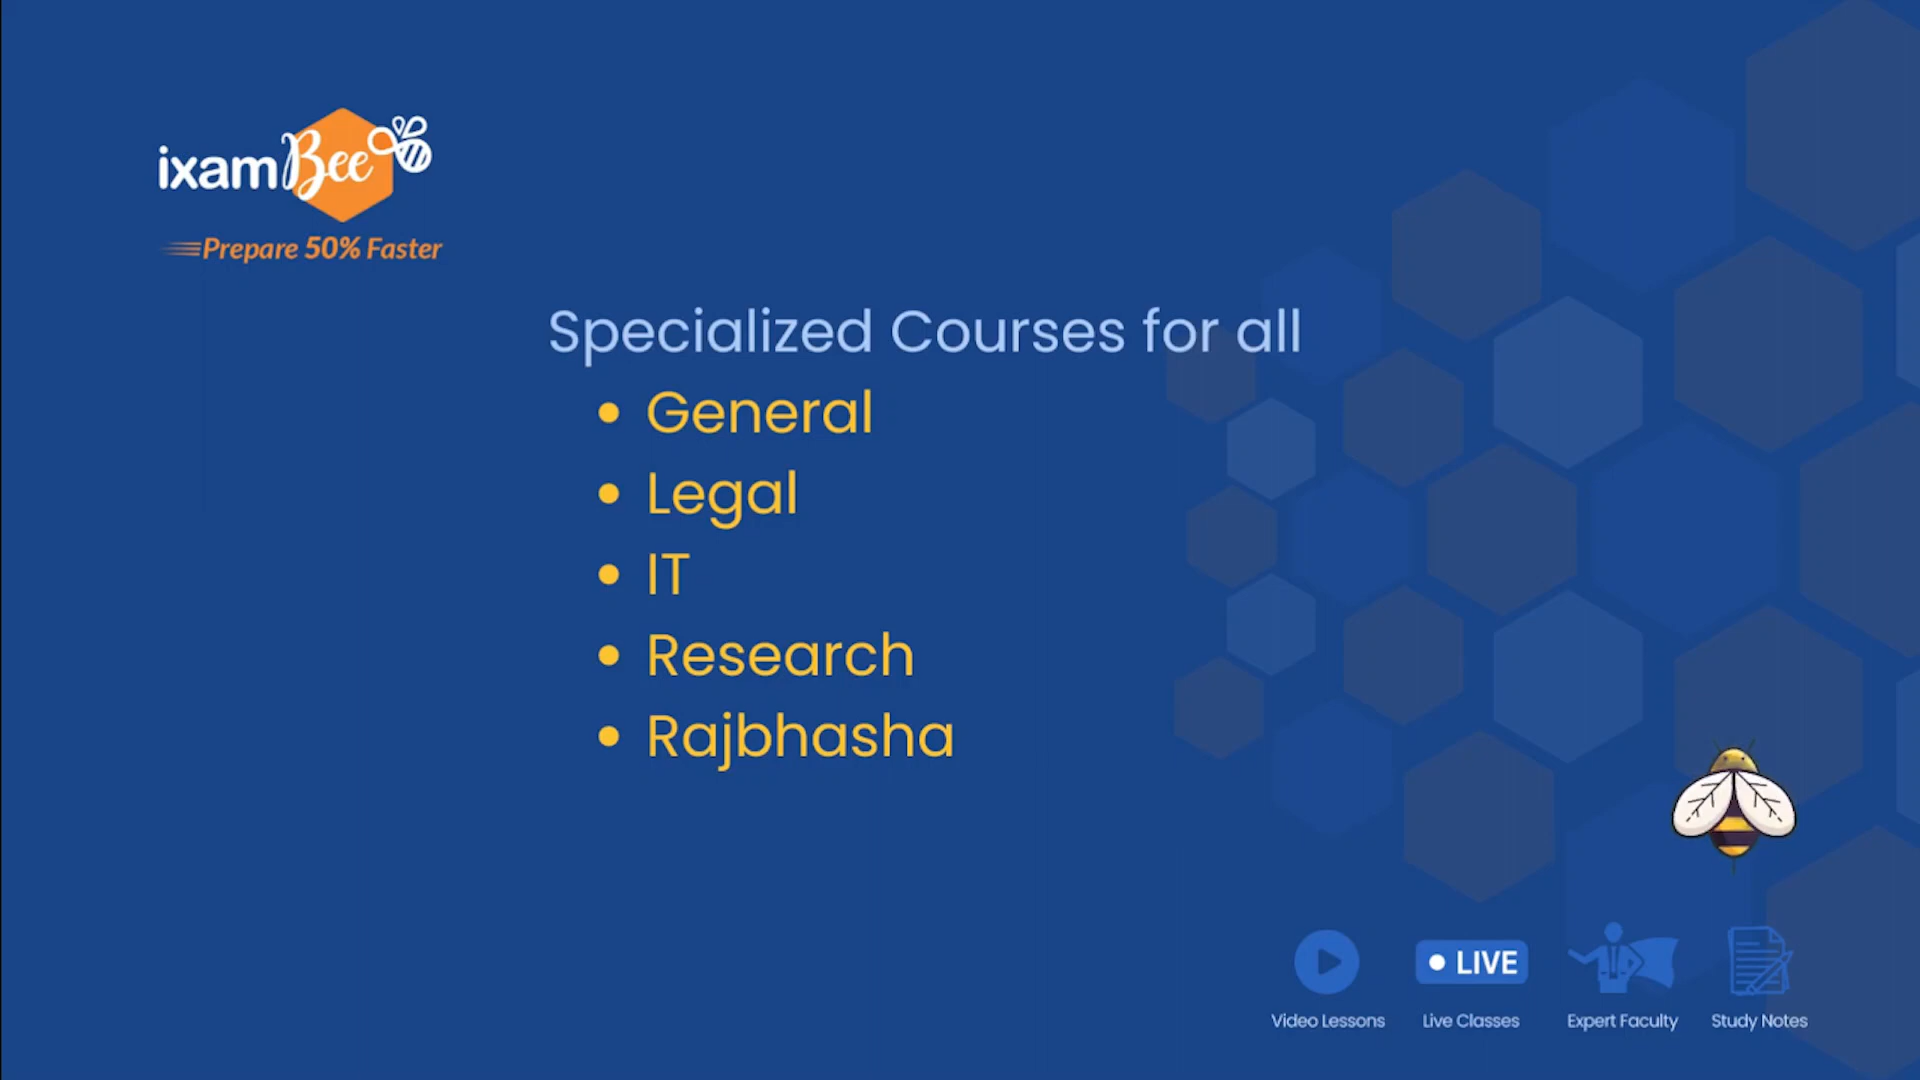 ixamBee
Prepare 50% Faster
Specialized Courses for all
• General
• Legal
• IT
• Research
• Rajbhasha
LIVE
Video Lessons
Live Classes
Expert Faculty
Study Notes